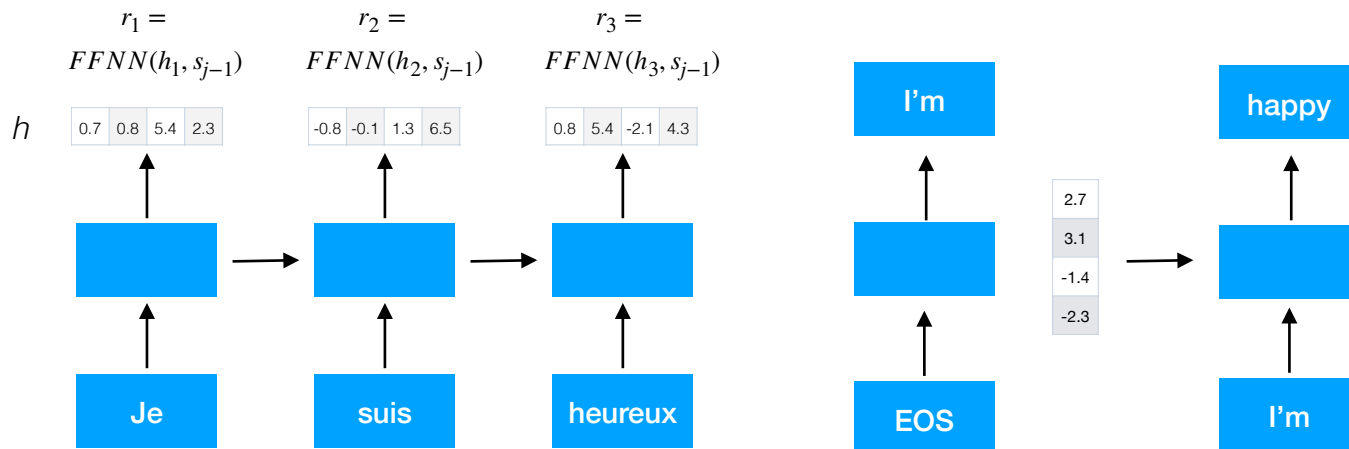 r₁ =
FFNN(h₁, sⱼ₋₁)
r₂ =
FFNN(h₂, sⱼ₋₁)
r₃ =
FFNN(h₃, sⱼ₋₁)
h
0.7 0.8 5.4 2.3
-0.8 -0.1 1.3 6.5
0.8 5.4 -2.1 4.3
Je
suis
heureux
I’m
EOS
2.7
3.1
-1.4
-2.3
happy
I’m